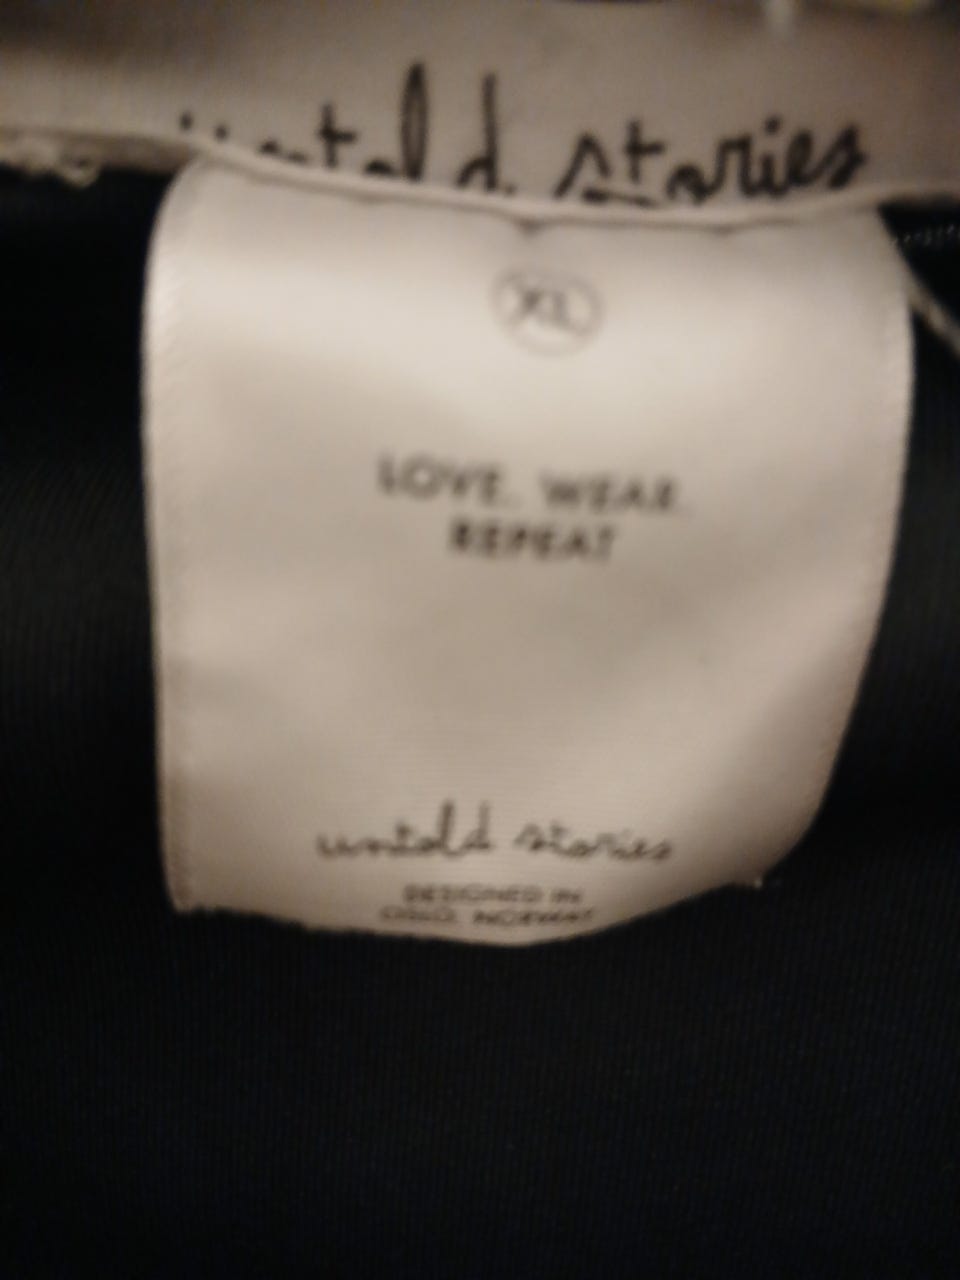 untold stories
XL
LOVE. WEAR.
REPEAT
untold stories
DESIGNED IN
OSLO, NORWAY